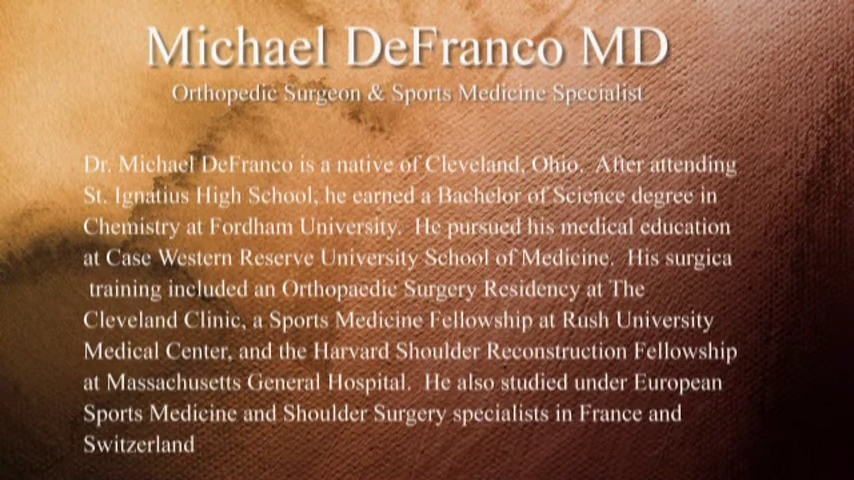 Michael DeFranco MD
Orthopedic Surgeon & Sports Medicine Specialist
Dr. Michael DeFranco is a native of Cleveland, Ohio.  After attending
St. Ignatius High School, he earned a Bachelor of Science degree in
Chemistry at Fordham University.  He pursued his medical education
at Case Western Reserve University School of Medicine.  His surgica
training included an Orthopaedic Surgery Residency at The
Cleveland Clinic, a Sports Medicine Fellowship at Rush University
Medical Center, and the Harvard Shoulder Reconstruction Fellowship
at Massachusetts General Hospital.  He also studied under European
Sports Medicine and Shoulder Surgery specialists in France and
Switzerland